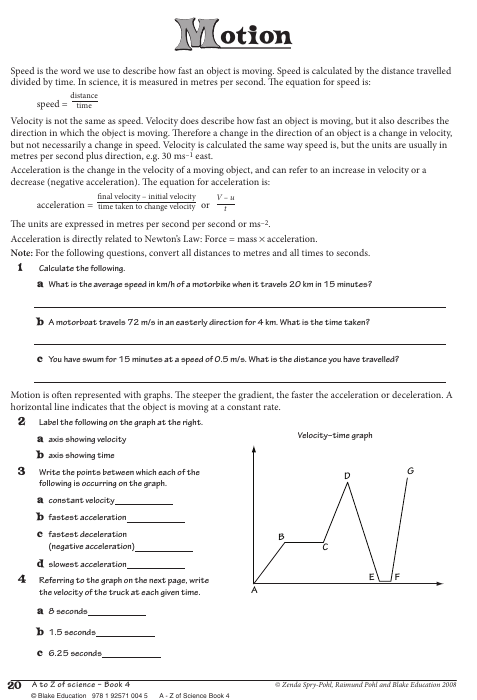 Motion
Speed is the word we use to describe how fast an object is moving. Speed is calculated by the distance travelled
divided by time. In science, it is measured in metres per second. The equation for speed is:
speed = distance / time
Velocity is not the same as speed. Velocity does describe how fast an object is moving, but it also describes the
direction in which the object is moving. Therefore a change in the direction of an object is a change in velocity,
but not necessarily a change in speed. Velocity is calculated the same way speed is, but the units are usually in
metres per second plus direction, e.g. 30 ms⁻¹ east.
Acceleration is the change in the velocity of a moving object, and can refer to an increase in velocity or a
decrease (negative acceleration). The equation for acceleration is:
acceleration = final velocity – initial velocity / time taken to change velocity or V – u / t
The units are expressed in metres per second per second or ms⁻².
Acceleration is directly related to Newton's Law: Force = mass × acceleration.
Note: For the following questions, convert all distances to metres and all times to seconds.
1 Calculate the following.
a What is the average speed in km/h of a motorbike when it travels 20 km in 15 minutes?
b A motorboat travels 72 m/s in an easterly direction for 4 km. What is the time taken?
c You have swum for 15 minutes at a speed of 0.5 m/s. What is the distance you have travelled?
Motion is often represented with graphs. The steeper the gradient, the faster the acceleration or deceleration. A
horizontal line indicates that the object is moving at a constant rate.
2 Label the following on the graph at the right.
a axis showing velocity
b axis showing time
3 Write the points between which each of the
following is occurring on the graph.
a constant velocity
b fastest acceleration
c fastest deceleration
(negative acceleration)
d slowest acceleration
4 Referring to the graph on the next page, write
the velocity of the truck at each given time.
a 8 seconds
b 1.5 seconds
c 6.25 seconds
Velocity–time graph
A
B
C
D
E
F
G
20 A to Z of science – Book 4
© Zenda Spry-Pohl, Raimund Pohl and Blake Education 2008
© Blake Education 978 1 92571 004 5 A - Z of Science Book 4